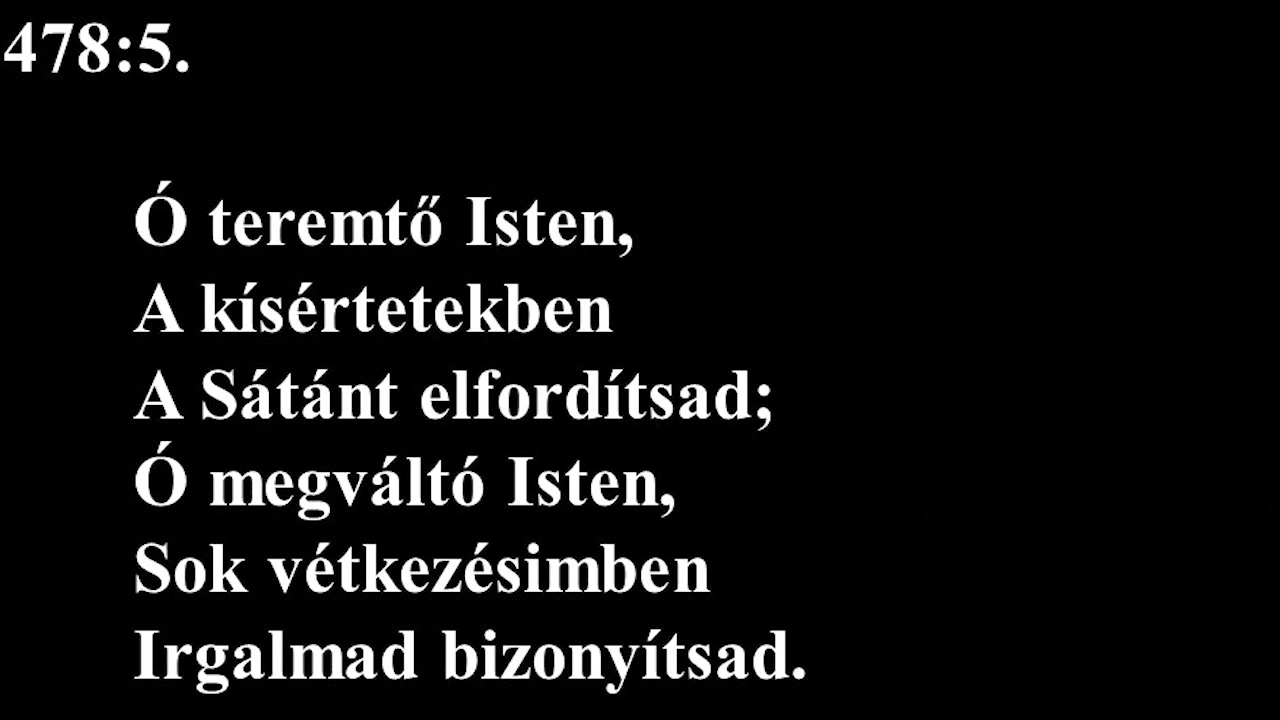 478:5.
Ó teremtő Isten,
A kísértetekben
A Sátánt elfordítsad;
Ó megváltó Isten,
Sok vétkezésimben
Irgalmad bizonyítsad.